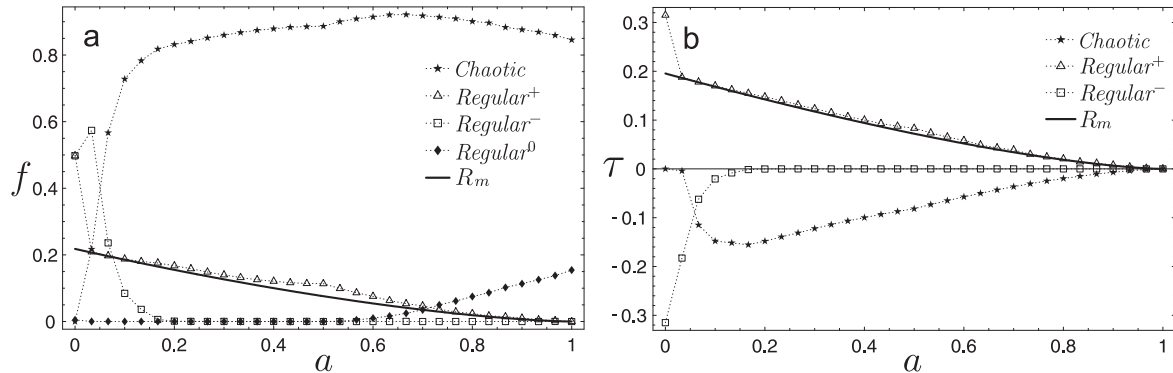 a
Chaotic
Regular⁺
Regular⁻
Regular⁰
Rₘ
f
0.8
0.6
0.4
0.2
0
0 0.2 0.4 0.6 0.8 1
a
b
Chaotic
Regular⁺
Regular⁻
Rₘ
τ
0.3
0.2
0.1
0
-0.1
-0.2
-0.3
0 0.2 0.4 0.6 0.8 1
a